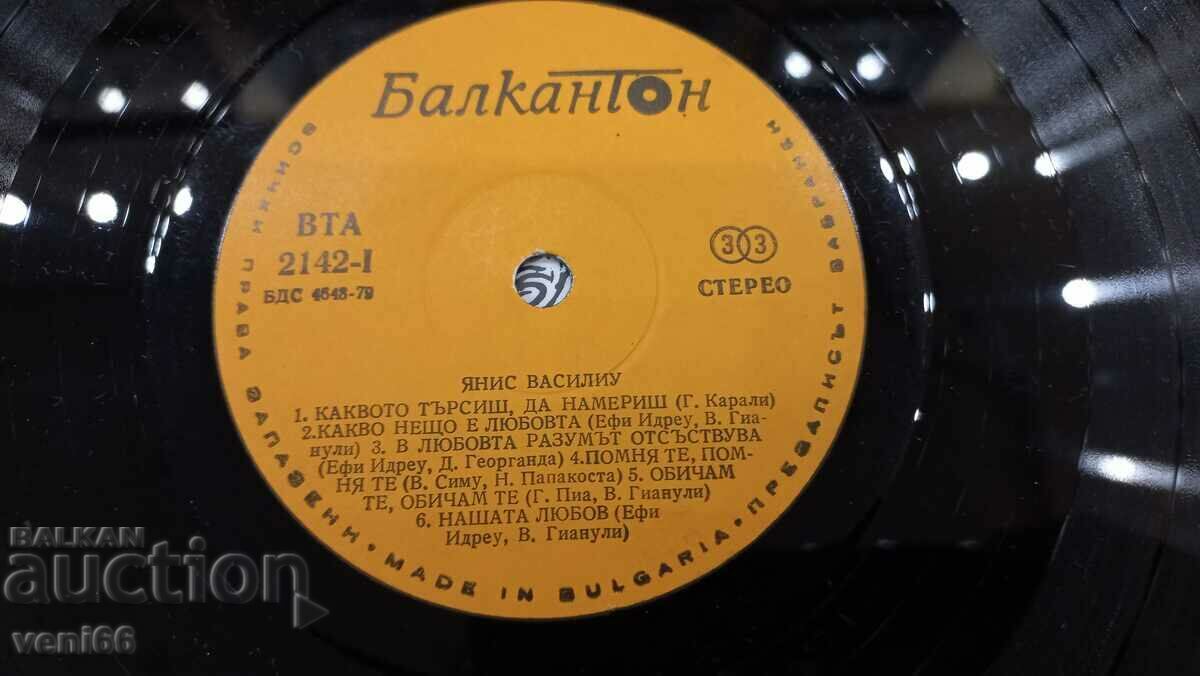 БалканТон
ВТА
2142-I
БДС 4643-79
33
СТЕРЕО
ЯНИС ВАСИЛИУ
1. КАКВОТО ТЪРСИШ, ДА НАМЕРИШ (Г. Карали)
2.КАКВО НЕЩО Е ЛЮБОВТА (Ефи Идреу, В. Гиа-
нули) 3. В ЛЮБОВТА РАЗУМЪТ ОТСЪСТВУВА
(Ефи Идреу, Д. Георганда) 4.ПОМНЯ ТЕ, ПОМ-
НЯ ТЕ (В. Симу, Н. Папакоста) 5. ОБИЧАМ
ТЕ, ОБИЧАМ ТЕ (Г. Пиа, В. Гианули)
6. НАШАТА ЛЮБОВ (Ефи
Идреу, В. Гианули)
ВСИЧКИ ПРАВА ЗАПАЗЕНИ • MADE IN BULGARIA • ПРЕЗАПИСЪТ ЗАБРАНЕН
BALKAN
auction
veni66